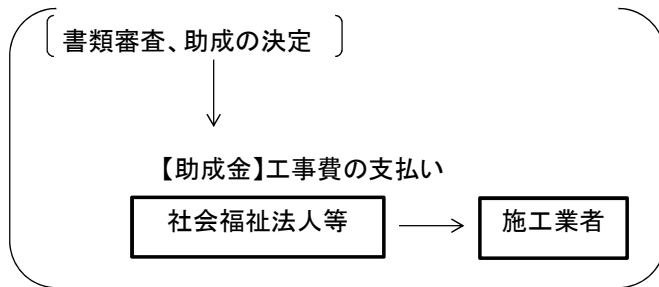 書類審査、助成の決定
【助成金】工事費の支払い
社会福祉法人等
施工業者